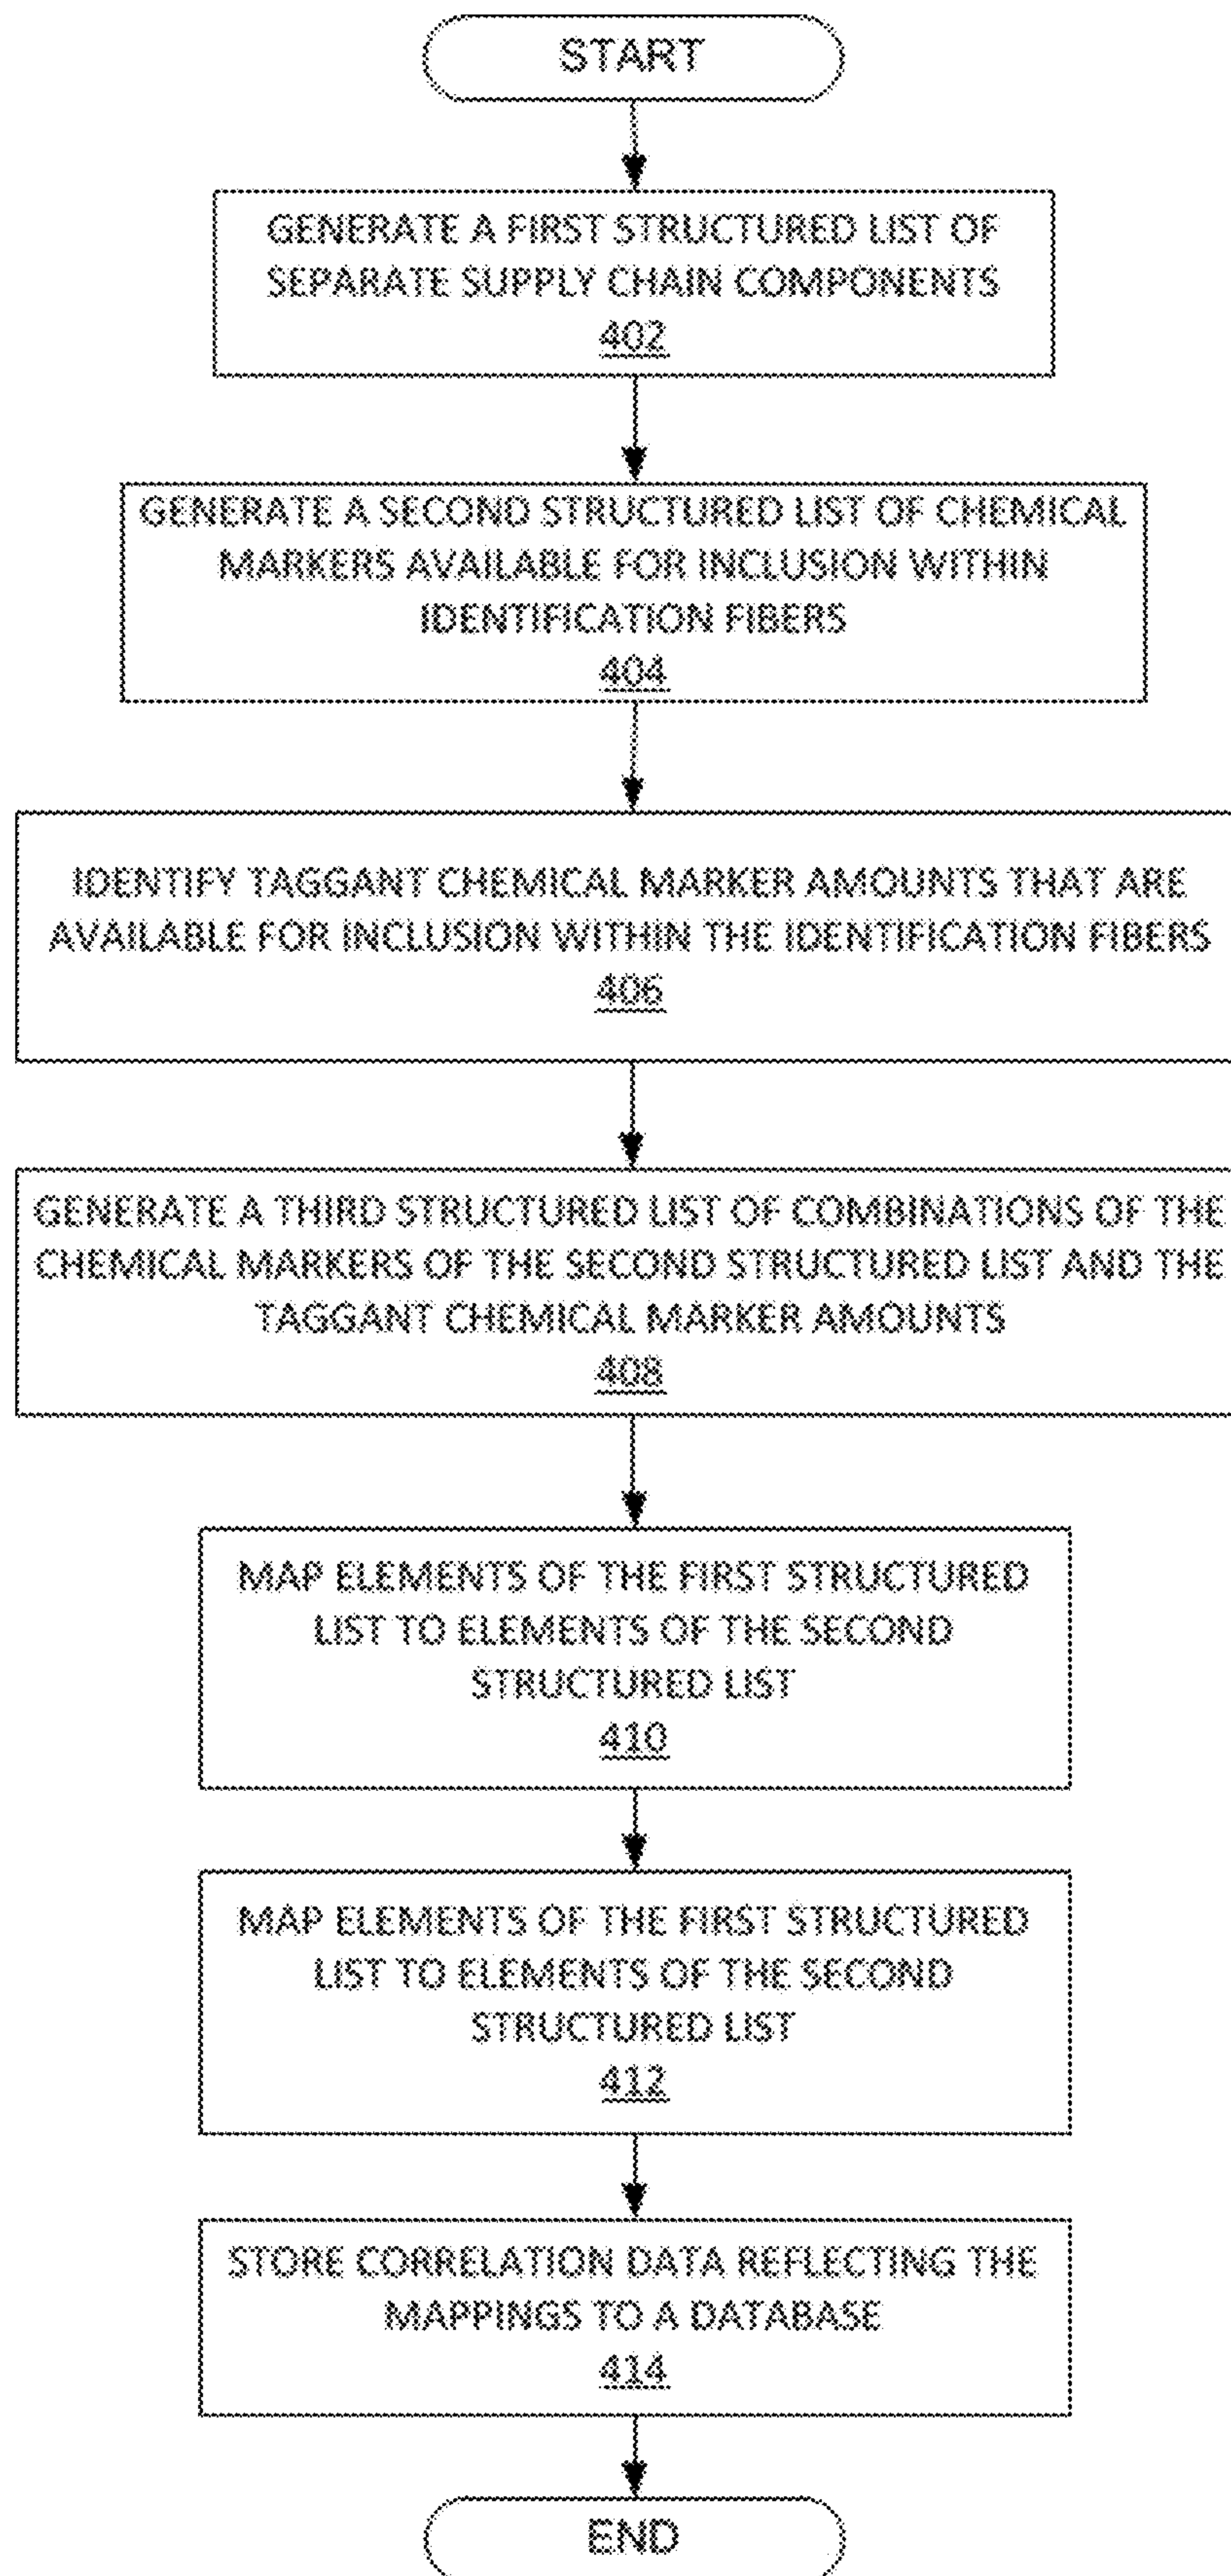 START
GENERATE A FIRST STRUCTURED LIST OF
SEPARATE SUPPLY CHAIN COMPONENTS
402
GENERATE A SECOND STRUCTURED LIST OF CHEMICAL
MARKERS AVAILABLE FOR INCLUSION WITHIN
IDENTIFICATION FIBERS
404
IDENTIFY TAGGANT CHEMICAL MARKER AMOUNTS THAT ARE
AVAILABLE FOR INCLUSION WITHIN THE IDENTIFICATION FIBERS
406
GENERATE A THIRD STRUCTURED LIST OF COMBINATIONS OF THE
CHEMICAL MARKERS OF THE SECOND STRUCTURED LIST AND THE
TAGGANT CHEMICAL MARKER AMOUNTS
408
MAP ELEMENTS OF THE FIRST STRUCTURED
LIST TO ELEMENTS OF THE SECOND
STRUCTURED LIST
410
MAP ELEMENTS OF THE FIRST STRUCTURED
LIST TO ELEMENTS OF THE SECOND
STRUCTURED LIST
412
STORE CORRELATION DATA REFLECTING THE
MAPPINGS TO A DATABASE
414
END